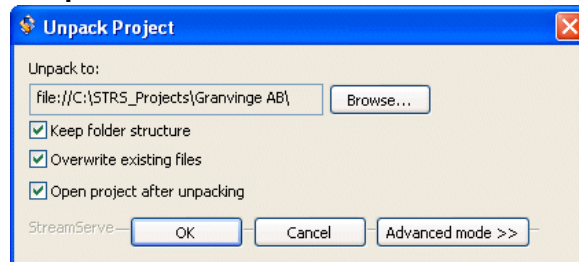 Unpack Project
Unpack to:
file://C:\STRS_Projects\Granvinge AB\
Browse...
Keep folder structure
Overwrite existing files
Open project after unpacking
StreamServe
OK
Cancel
Advanced mode >>